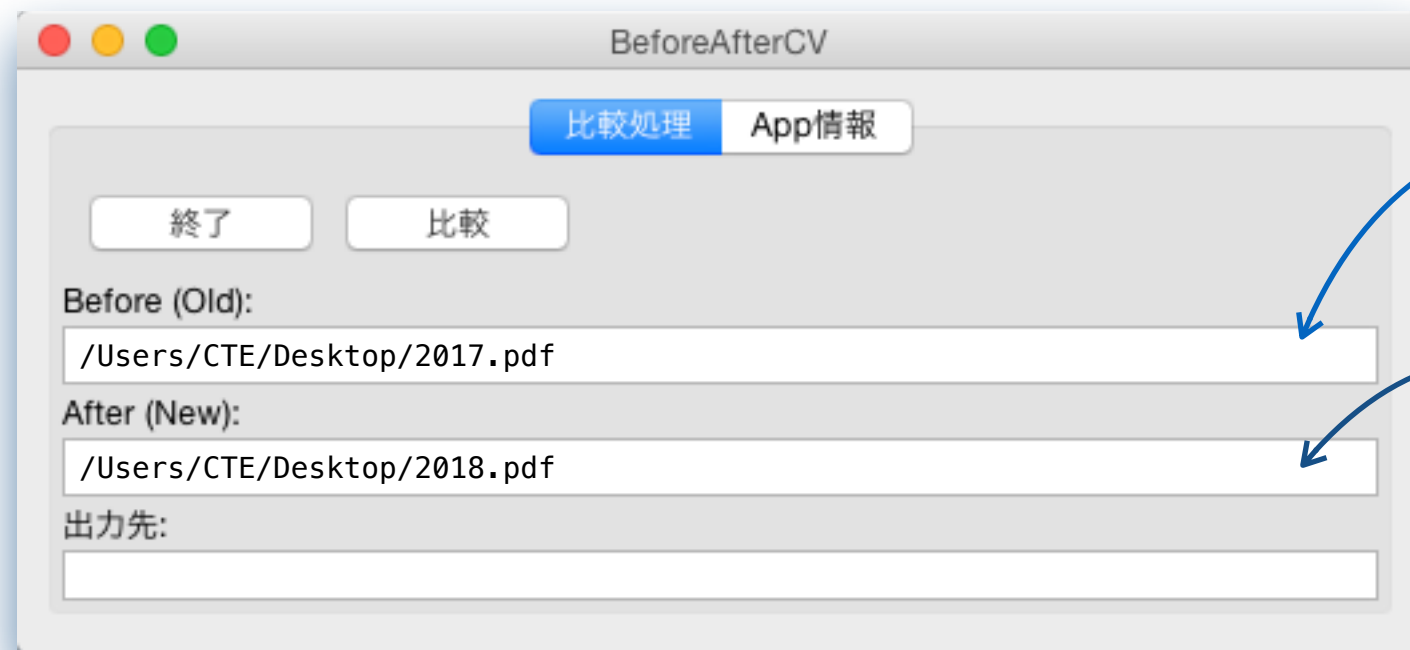 BeforeAfterCV
比較処理 App情報
終了 比較
Before (Old):
/Users/CTE/Desktop/2017.pdf
After (New):
/Users/CTE/Desktop/2018.pdf
出力先: